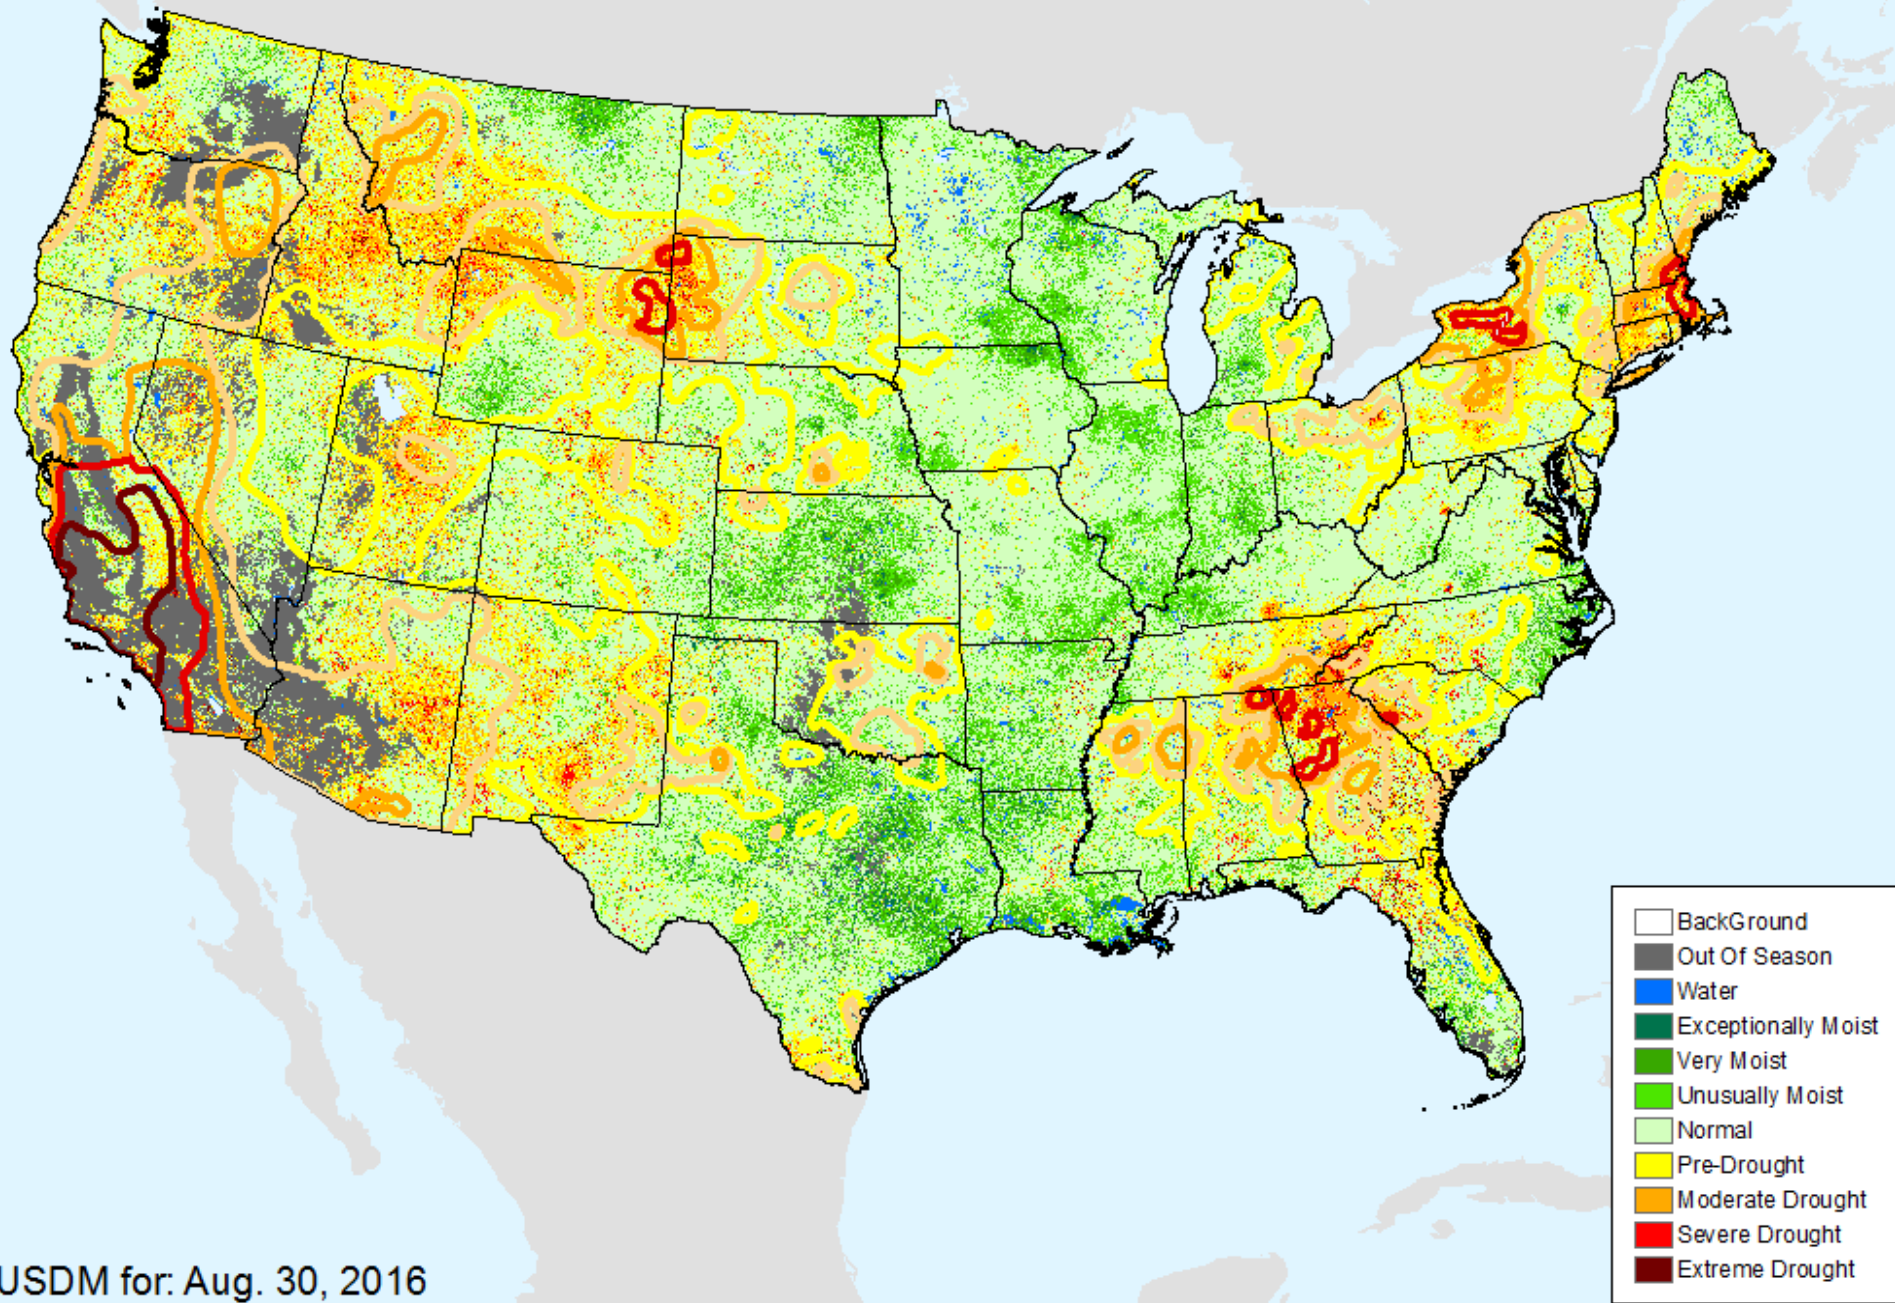 BackGround
Out Of Season
Water
Exceptionally Moist
Very Moist
Unusually Moist
Normal
Pre-Drought
Moderate Drought
Severe Drought
Extreme Drought
USDM for: Aug. 30, 2016